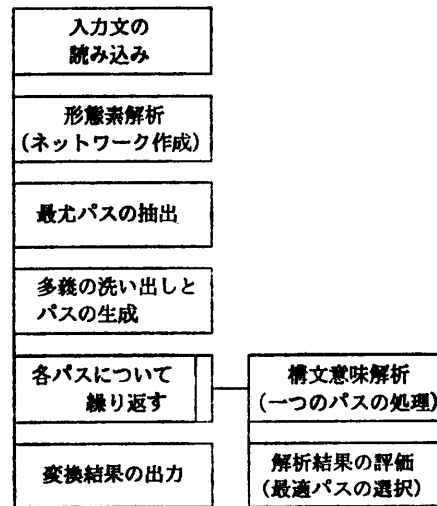 入力文の
読み込み
形態素解析
(ネットワーク作成)
最尤パスの抽出
多義の洗い出しと
パスの生成
各パスについて
繰り返す
構文意味解析
(一つのパスの処理)
変換結果の出力
解析結果の評価
(最適パスの選択)